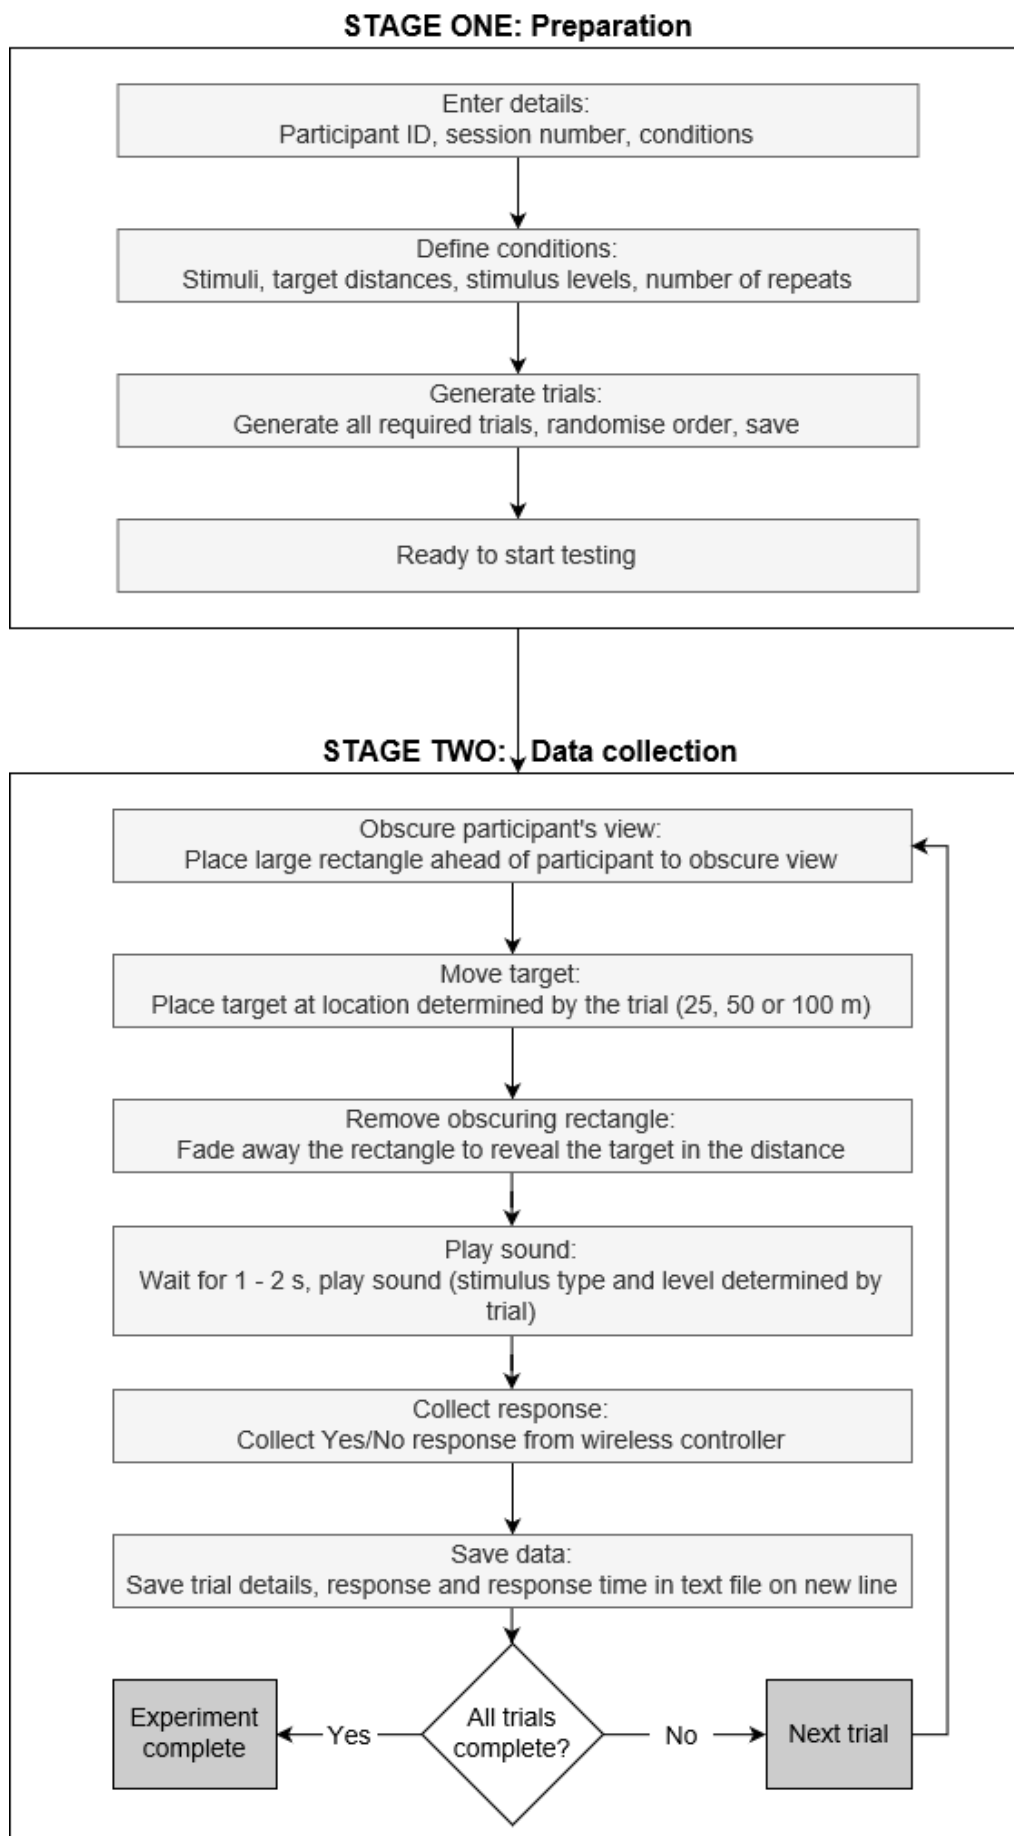 STAGE ONE: Preparation
Enter details:
Participant ID, session number, conditions
Define conditions:
Stimuli, target distances, stimulus levels, number of repeats
Generate trials:
Generate all required trials, randomise order, save
Ready to start testing
STAGE TWO: Data collection
Obscure participant's view:
Place large rectangle ahead of participant to obscure view
Move target:
Place target at location determined by the trial (25, 50 or 100 m)
Remove obscuring rectangle:
Fade away the rectangle to reveal the target in the distance
Play sound:
Wait for 1 - 2 s, play sound (stimulus type and level determined by
trial)
Collect response:
Collect Yes/No response from wireless controller
Save data:
Save trial details, response and response time in text file on new line
Experiment
complete
Yes
All trials
complete?
No
Next trial